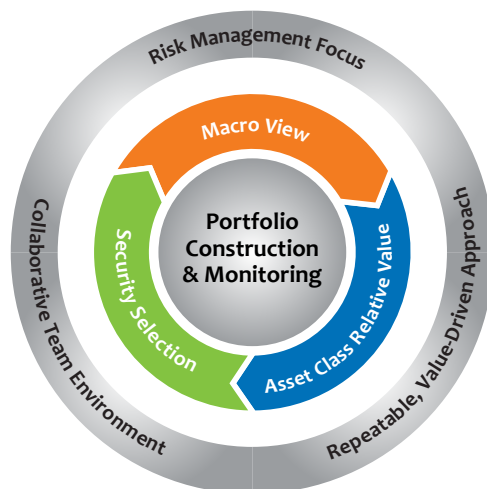 Risk Management Focus
Macro View
Portfolio
Construction
& Monitoring
Asset Class Relative Value
Security Selection
Repeatable, Value-Driven Approach
Collaborative Team Environment